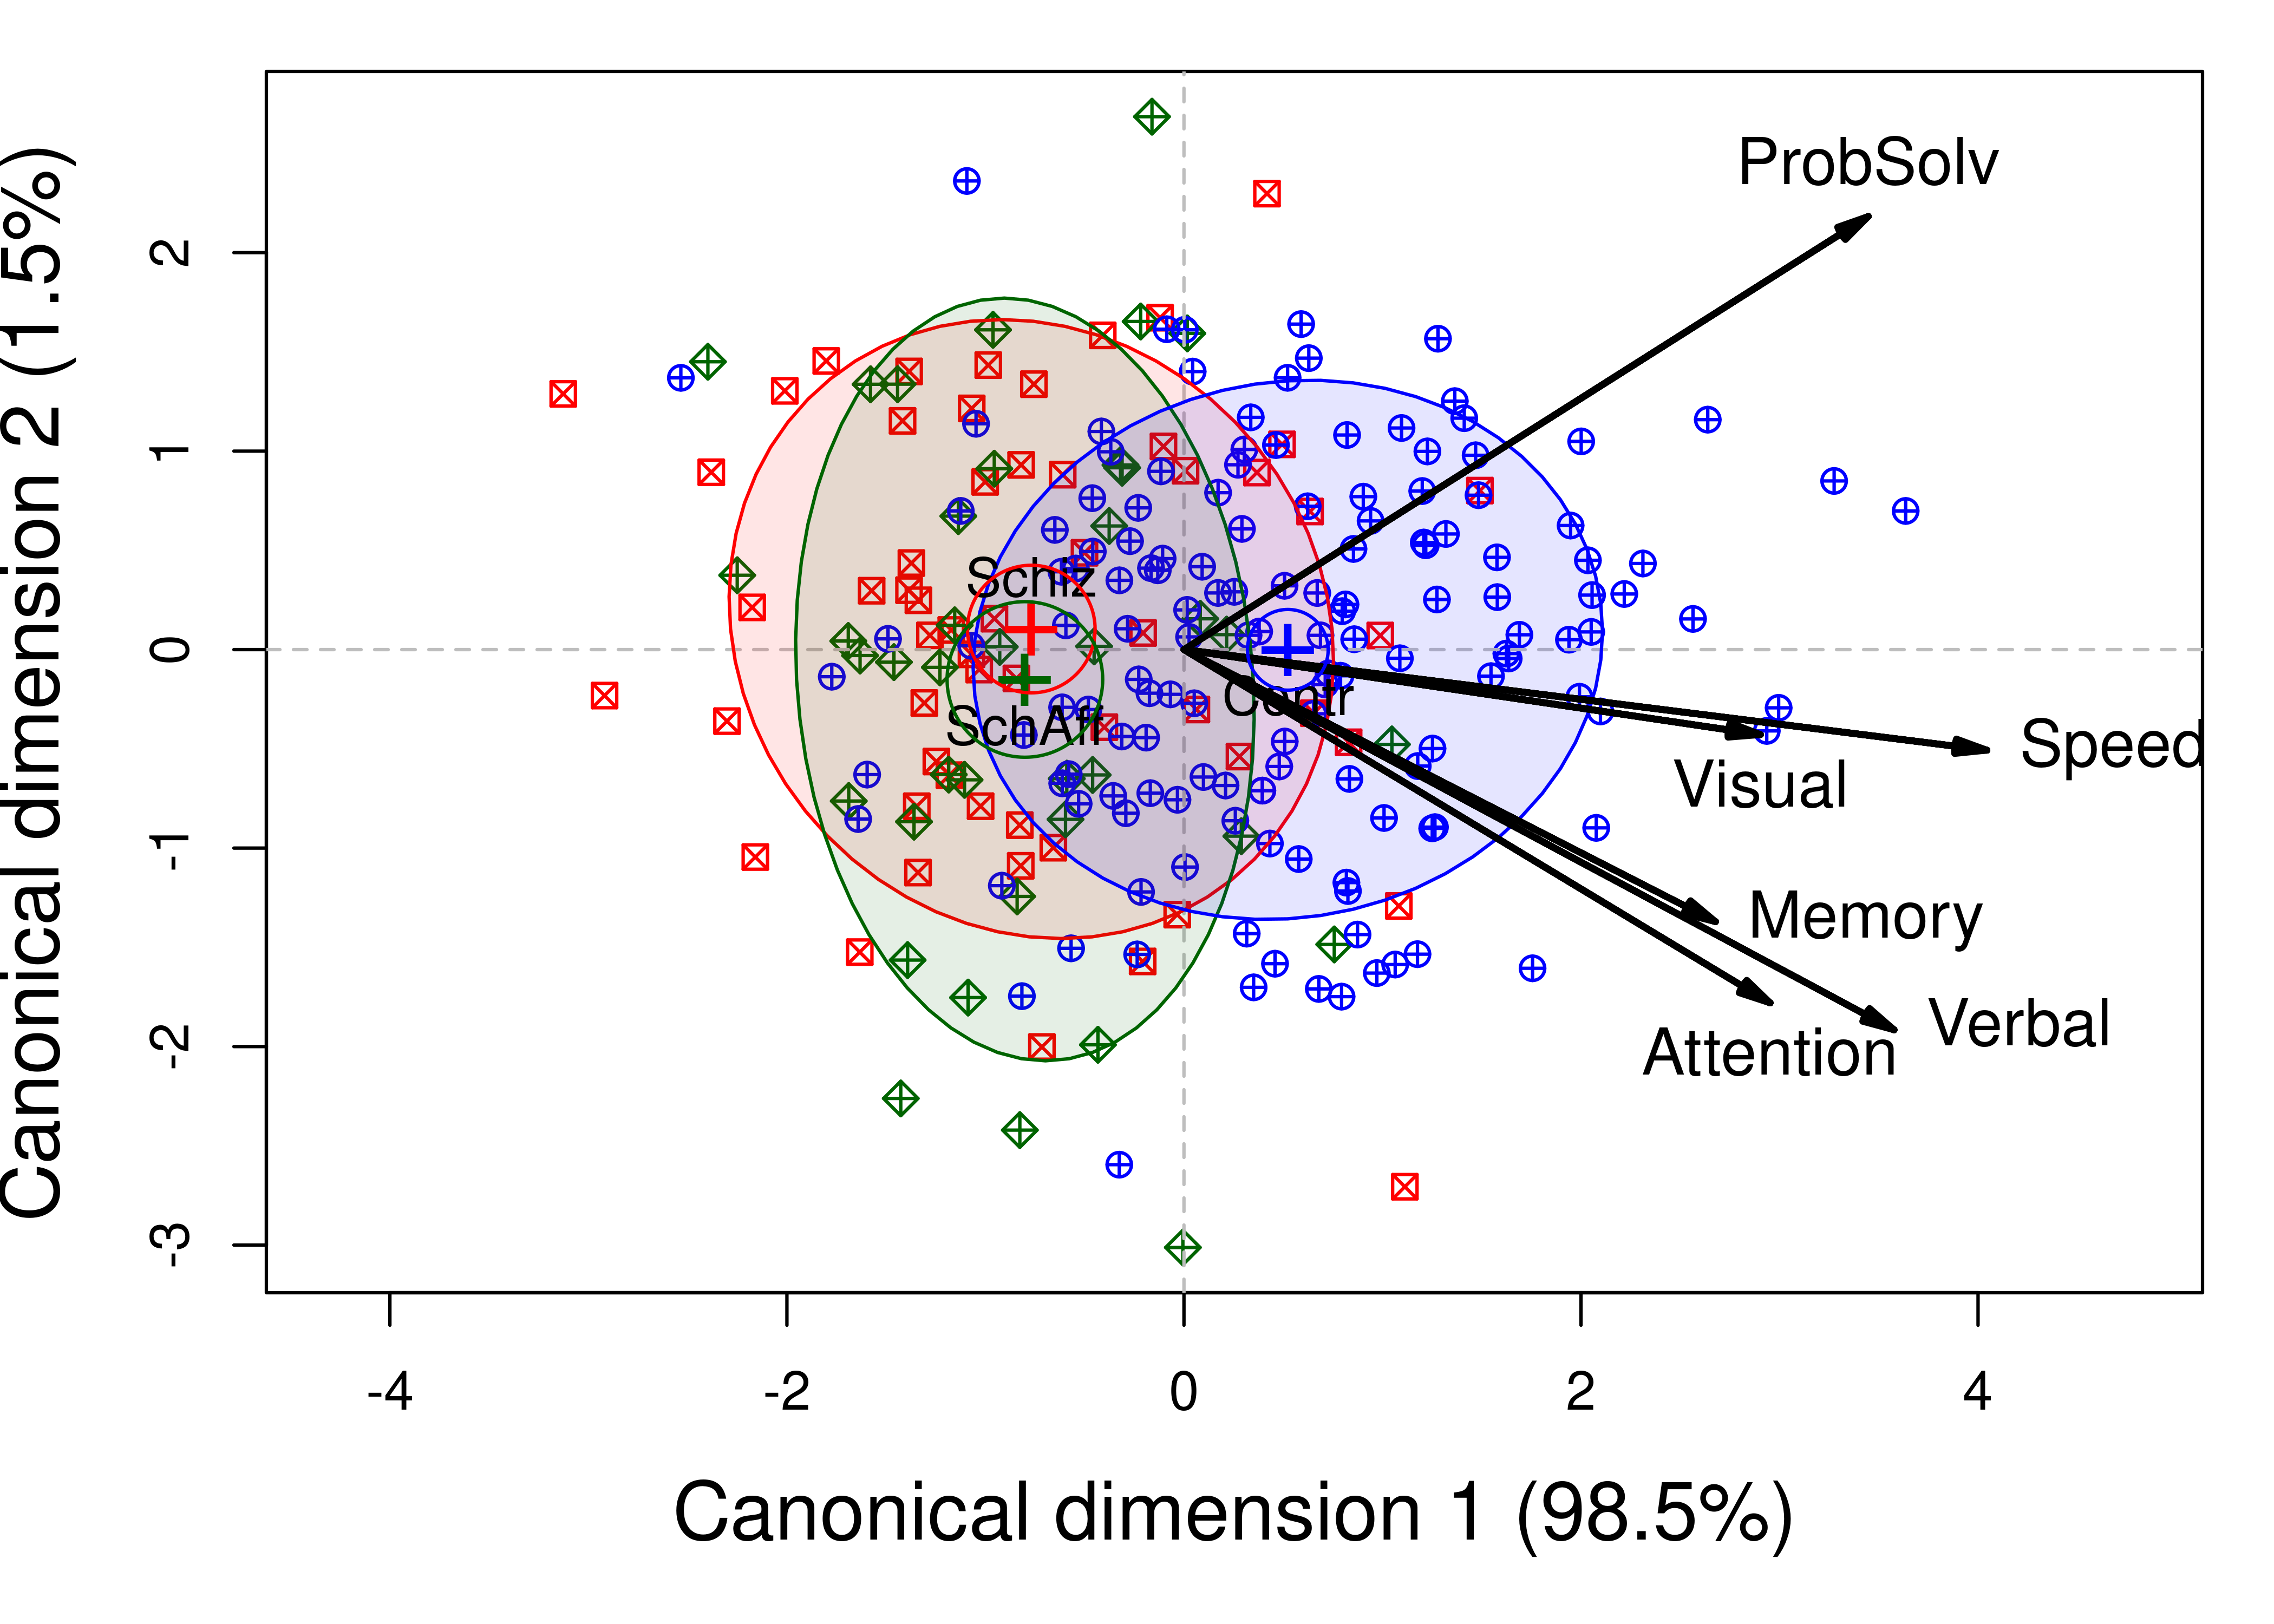 ProbSolv
Schiz
Contr
SchAff
Speed
Visual
Memory
Verbal
Attention
2
1
0
-1
-2
-3
Canonical dimension 2 (1.5%)
-4
-2
0
2
4
Canonical dimension 1 (98.5%)